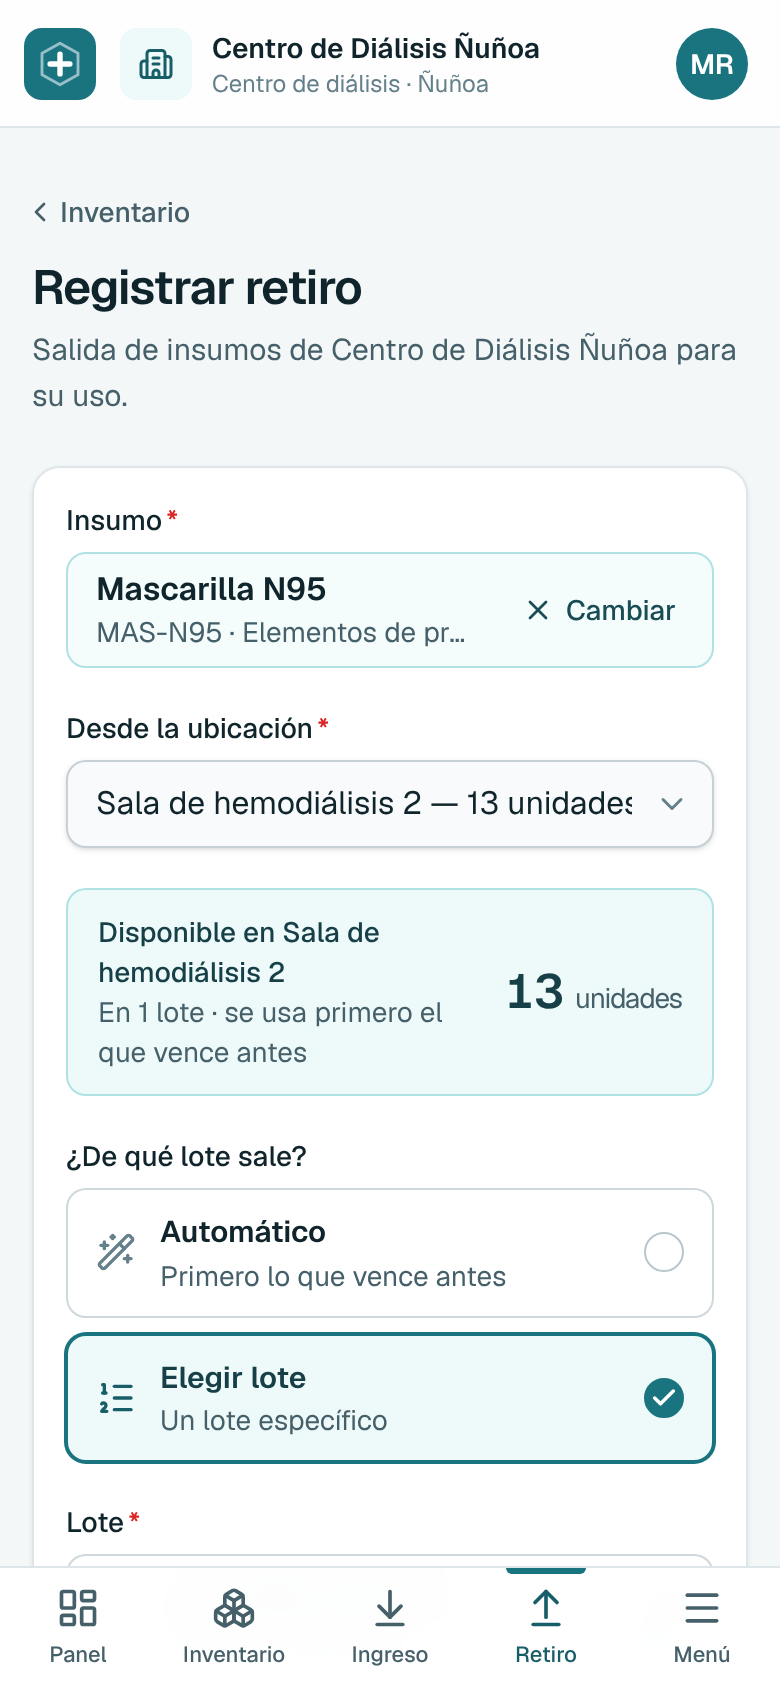 Centro de Diálisis Ñuñoa
Centro de diálisis · Ñuñoa
MR
Inventario
Registrar retiro
Salida de insumos de Centro de Diálisis Ñuñoa para
su uso.
Insumo *
Mascarilla N95
MAS-N95 · Elementos de pr...
Cambiar
Desde la ubicación *
Sala de hemodiálisis 2 — 13 unidades
Disponible en Sala de
hemodiálisis 2
En 1 lote · se usa primero el
que vence antes
13 unidades
¿De qué lote sale?
Automático
Primero lo que vence antes
Elegir lote
Un lote específico
Lote *
Panel
Inventario
Ingreso
Retiro
Menú